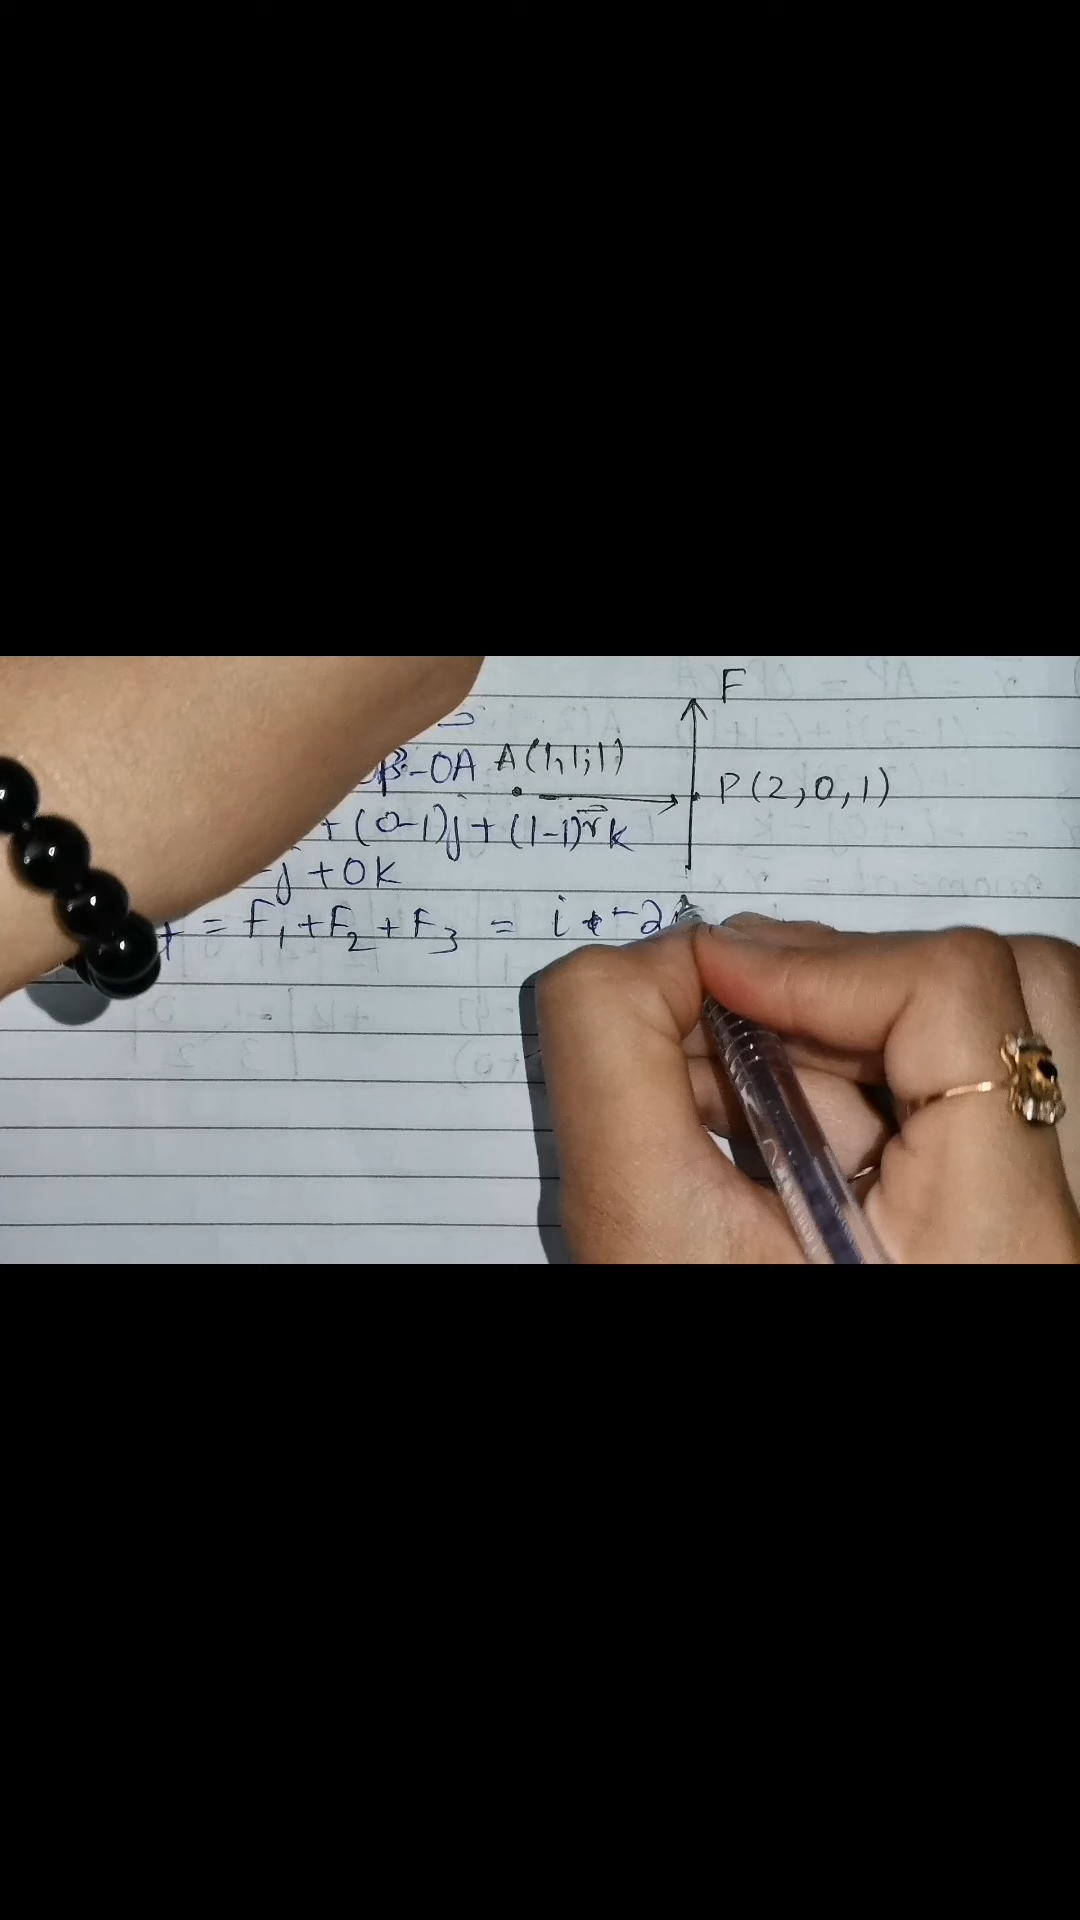 F
-OA A(1,1,1)
P(2,0,1)
+(0-1)j+(1-1)k
r
j+0k
=F₁+F₂+F₃ = i+-2